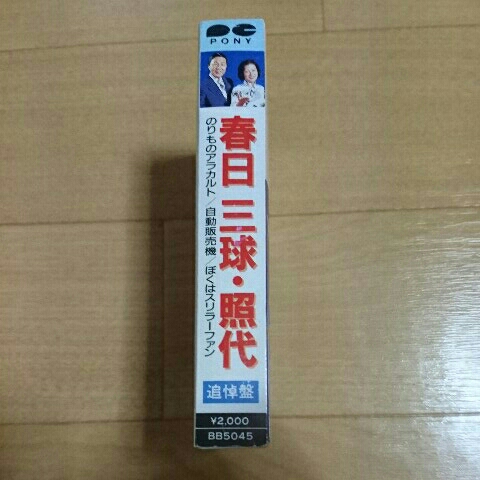 PONY
春日三球・照代
のりものアラカルト/自動販売機/ぼくはスリラーファン
追悼盤
¥2,000
BB5045